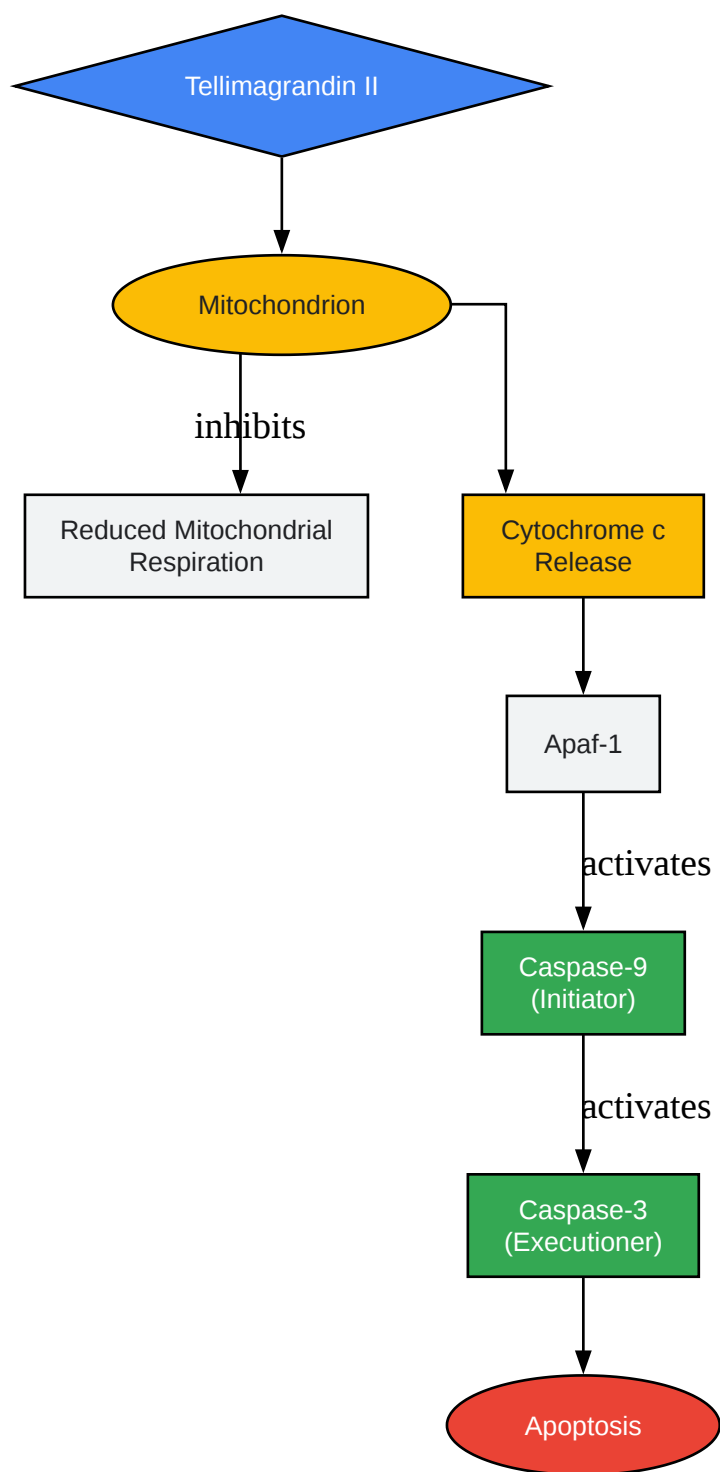 Tellimagrandin II
Mitochondrion
inhibits
Reduced Mitochondrial
Respiration
Cytochrome c
Release
Apaf-1
activates
Caspase-9
(Initiator)
activates
Caspase-3
(Executioner)
Apoptosis